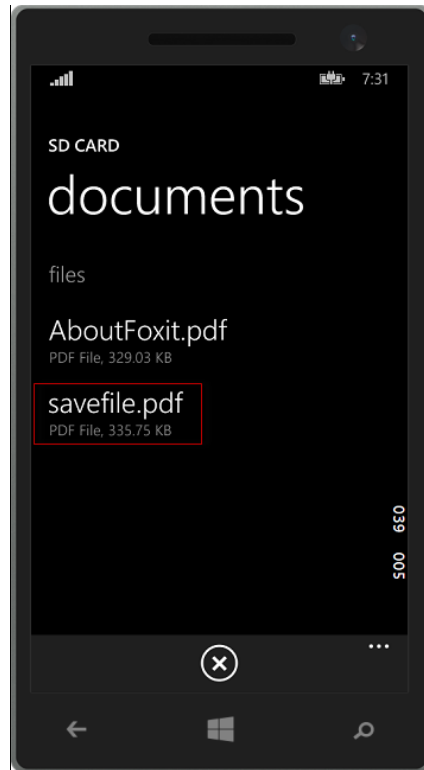 7:31
SD CARD
documents
files
AboutFoxit.pdf
PDF File, 329.03 KB
savefile.pdf
PDF File, 335.75 KB
039 005
...